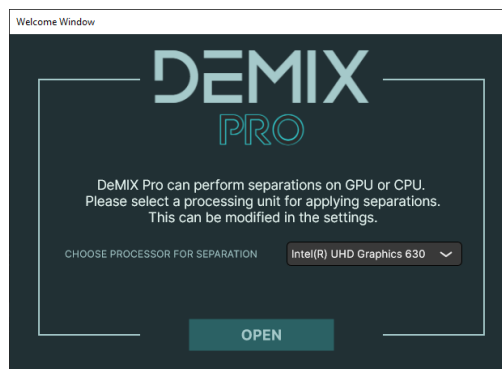 Welcome Window
DEMIX
PRO
DeMIX Pro can perform separations on GPU or CPU.
Please select a processing unit for applying separations.
This can be modified in the settings.
CHOOSE PROCESSOR FOR SEPARATION
Intel(R) UHD Graphics 630
OPEN